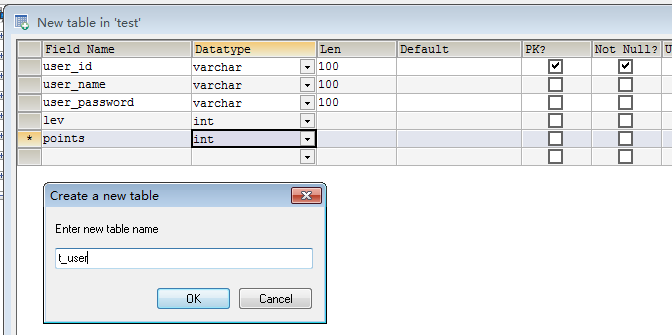 New table in 'test'
Field Name Datatype Len Default PK? Not Null? U
user_id varchar 100
user_name varchar 100
user_password varchar 100
lev int
* points int
Create a new table
Enter new table name
t_user
OK Cancel